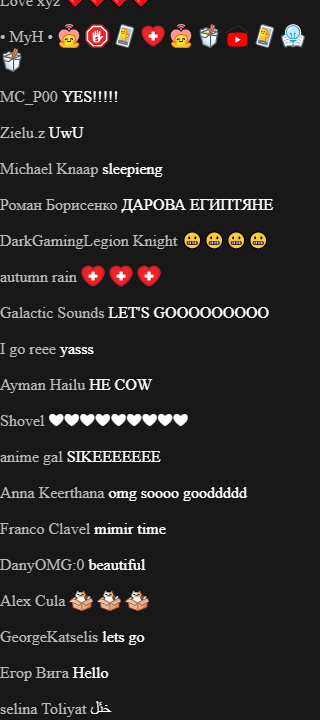 Love xyz
• MyH •
MC_P00 YES!!!!!
Zielu.z UwU
Michael Knaap sleepieng
Роман Борисенко ДАРОВА ЕГИПТЯНЕ
DarkGamingLegion Knight
autumn rain
Galactic Sounds LET'S GOOOOOOOOO
I go reee yasss
Ayman Hailu HE COW
Shovel 🤍🤍🤍🤍🤍🤍🤍🤍🤍
anime gal SIKEEEEEEE
Anna Keerthana omg soooo gooddddd
Franco Clavel mimir time
DanyOMG:0 beautiful
Alex Cula
GeorgeKatselis lets go
Егор Вига Hello
selina Toliyat